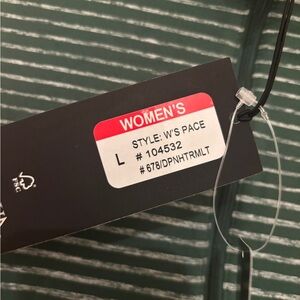 WOMEN'S
STYLE: W'S PACE
L # 104532
# 678/DPNHTRMLT